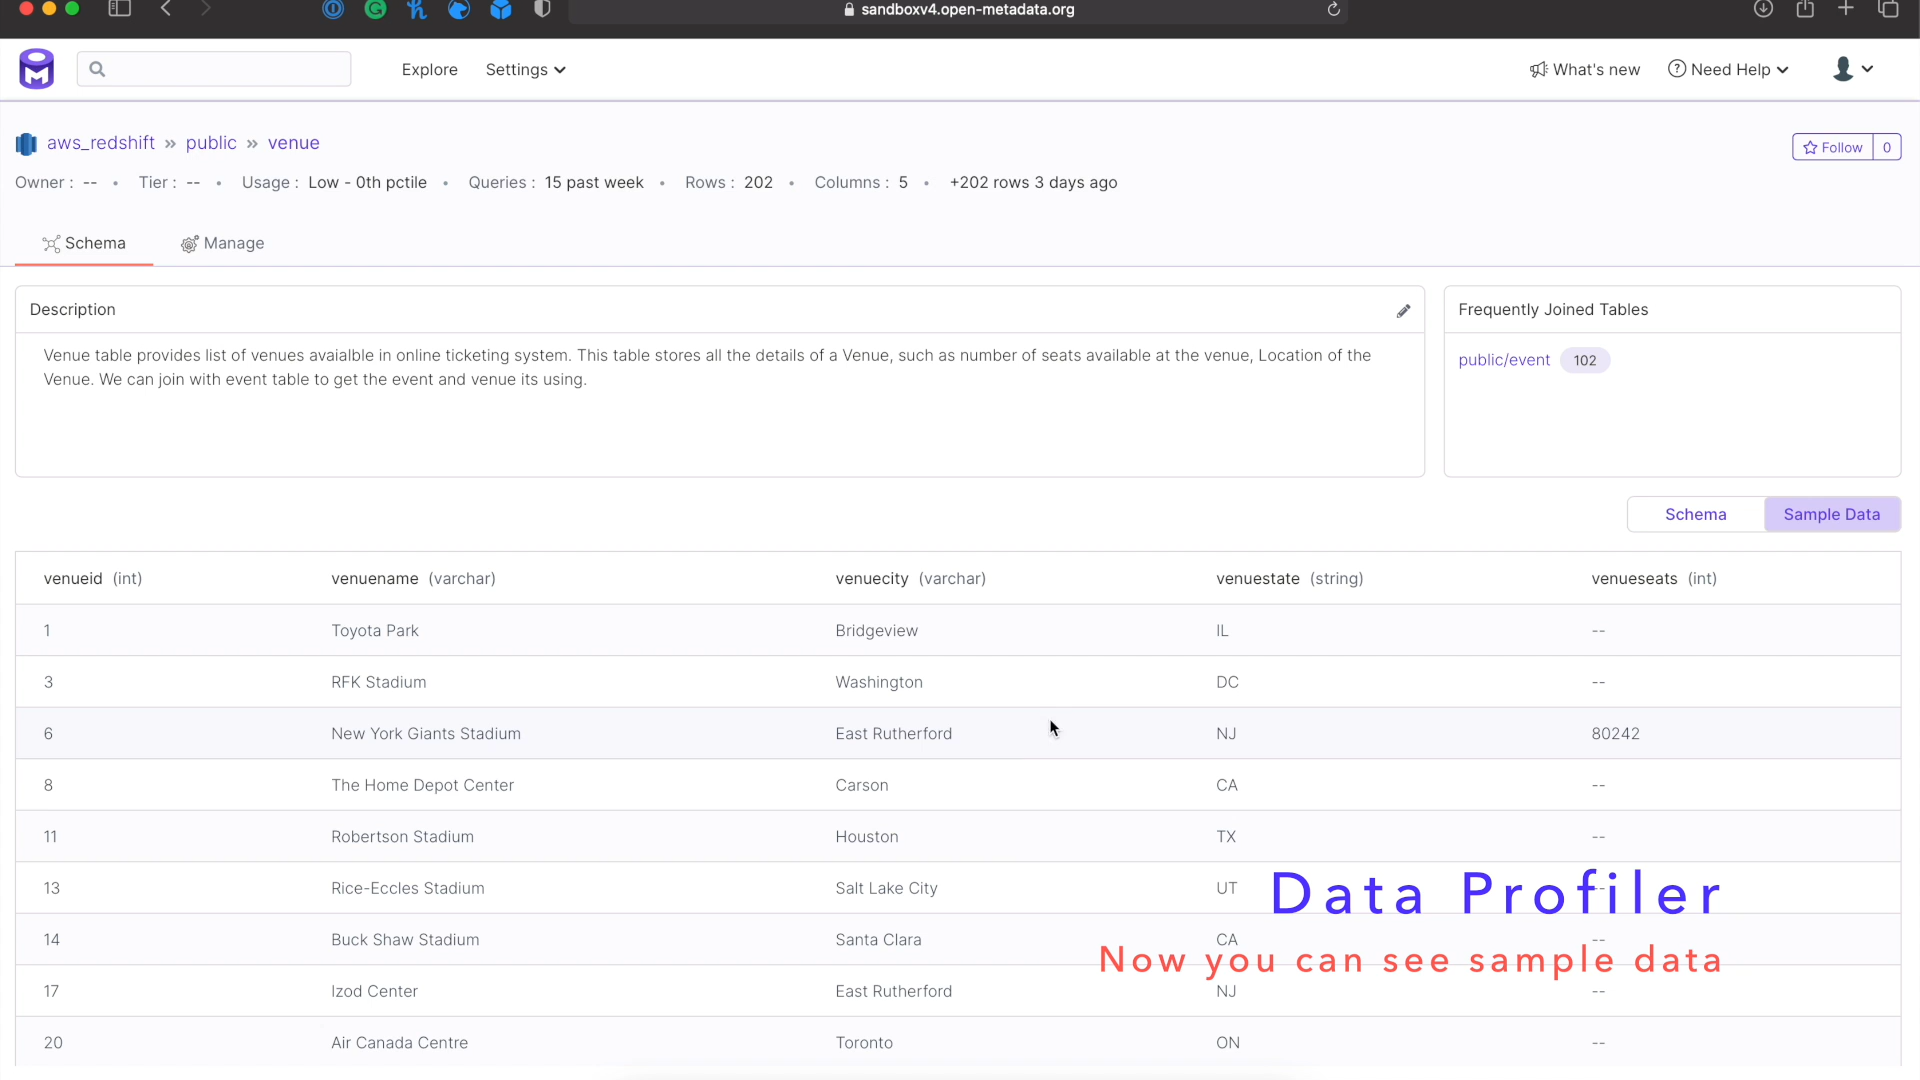 sandboxv4.open-metadata.org
Explore Settings What's new Need Help
aws_redshift » public » venue
Follow 0
Owner : -- • Tier : -- • Usage : Low - 0th pctile • Queries : 15 past week • Rows : 202 • Columns : 5 • +202 rows 3 days ago
Schema Manage
Description
Venue table provides list of venues avaialble in online ticketing system. This table stores all the details of a Venue, such as number of seats available at the venue, Location of the
Venue. We can join with event table to get the event and venue its using.
Frequently Joined Tables
public/event 102
Schema Sample Data
venueid (int) venuename (varchar) venuecity (varchar) venuestate (string) venueseats (int)
1 Toyota Park Bridgeview IL --
3 RFK Stadium Washington DC --
6 New York Giants Stadium East Rutherford NJ 80242
8 The Home Depot Center Carson CA --
11 Robertson Stadium Houston TX --
13 Rice-Eccles Stadium Salt Lake City UT --
14 Buck Shaw Stadium Santa Clara CA --
17 Izod Center East Rutherford NJ --
20 Air Canada Centre Toronto ON --
Data Profiler
Now you can see sample data